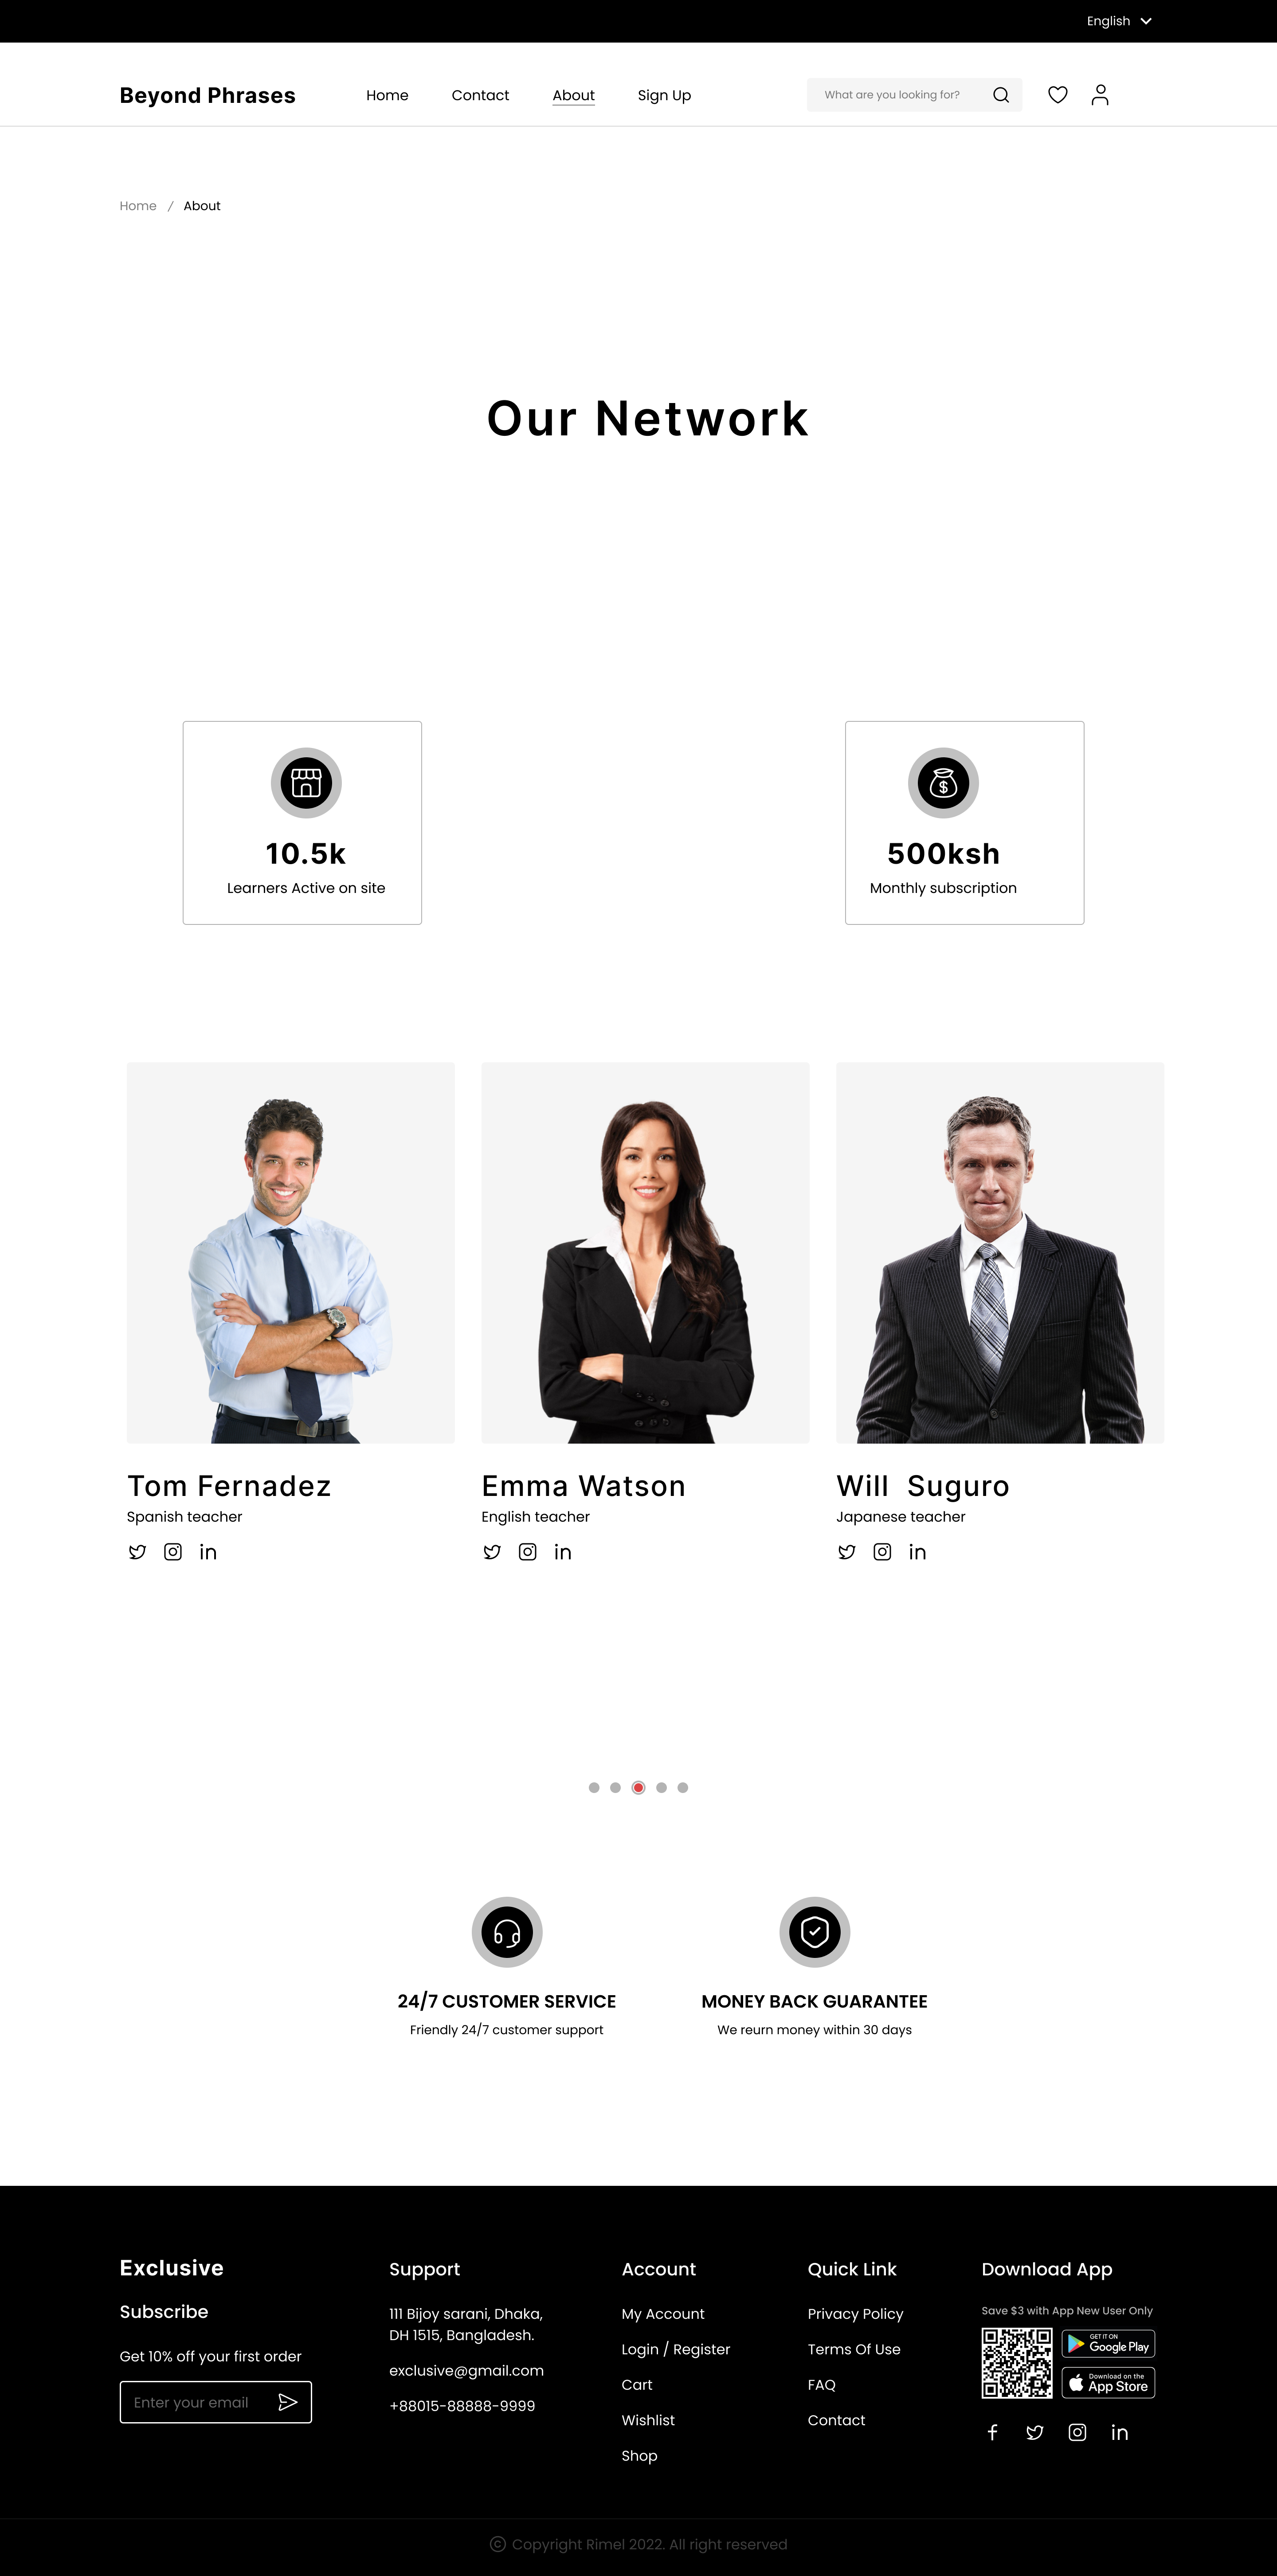 English
Beyond Phrases
Home
Contact
About
Sign Up
What are you looking for?
Home / About
Our Network
10.5k
Learners Active on site
500ksh
Monthly subscription
Tom Fernadez
Spanish teacher
Emma Watson
English teacher
Will Suguro
Japanese teacher
24/7 CUSTOMER SERVICE
Friendly 24/7 customer support
MONEY BACK GUARANTEE
We reurn money within 30 days
Exclusive
Subscribe
Get 10% off your first order
Enter your email
Support
111 Bijoy sarani, Dhaka,
DH 1515, Bangladesh.
exclusive@gmail.com
+88015-88888-9999
Account
My Account
Login / Register
Cart
Wishlist
Shop
Quick Link
Privacy Policy
Terms Of Use
FAQ
Contact
Download App
Save $3 with App New User Only
GET IT ON
Google Play
Download on the
App Store
© Copyright Rimel 2022. All right reserved